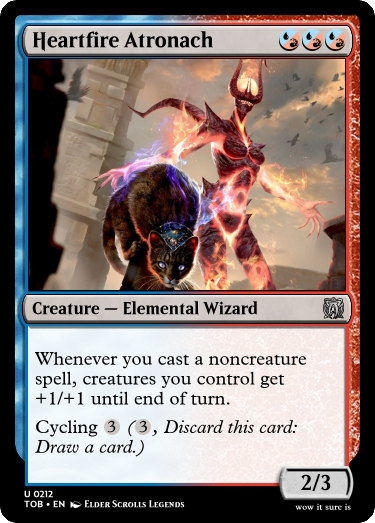 Heartfire Atronach
Creature — Elemental Wizard
Whenever you cast a noncreature
spell, creatures you control get
+1/+1 until end of turn.
Cycling 3 (3, Discard this card:
Draw a card.)
2/3
U 0212
TOB • EN Elder Scrolls Legends
wow it sure is